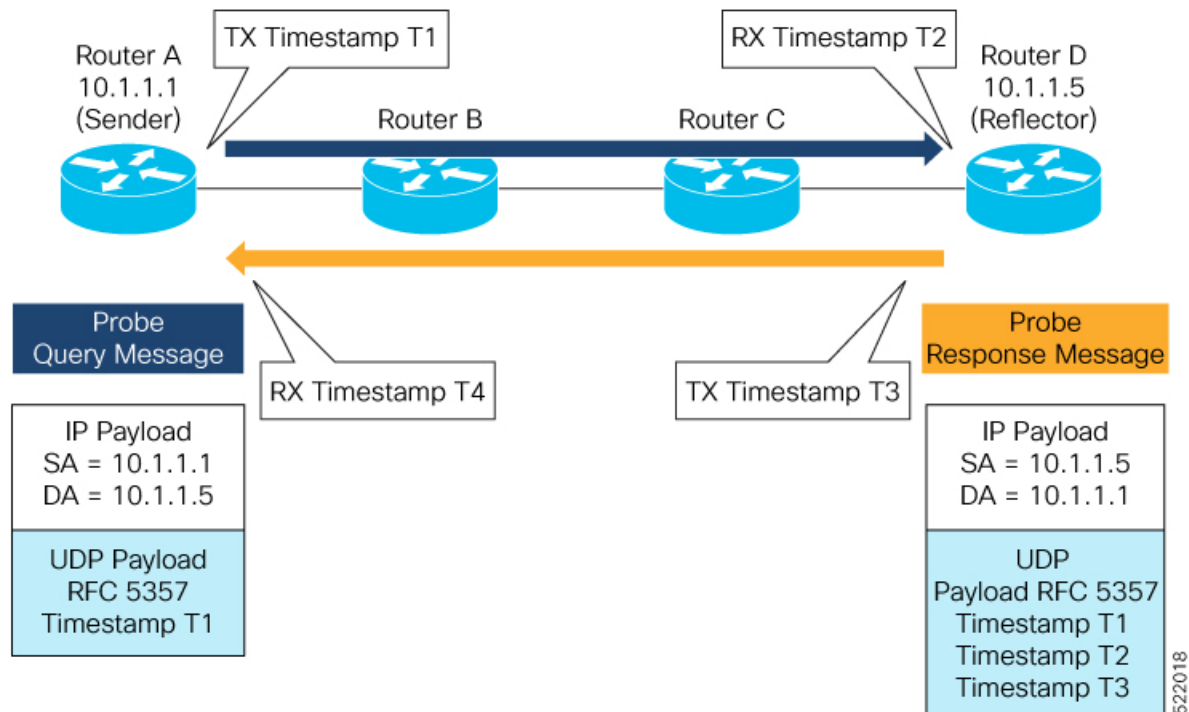 TX Timestamp T1
RX Timestamp T2
Router A
10.1.1.1
(Sender)
Router B
Router C
Router D
10.1.1.5
(Reflector)
Probe
Query Message
RX Timestamp T4
TX Timestamp T3
Probe
Response Message
IP Payload
SA = 10.1.1.1
DA = 10.1.1.5
UDP Payload
RFC 5357
Timestamp T1
IP Payload
SA = 10.1.1.5
DA = 10.1.1.1
UDP
Payload RFC 5357
Timestamp T1
Timestamp T2
Timestamp T3
522018